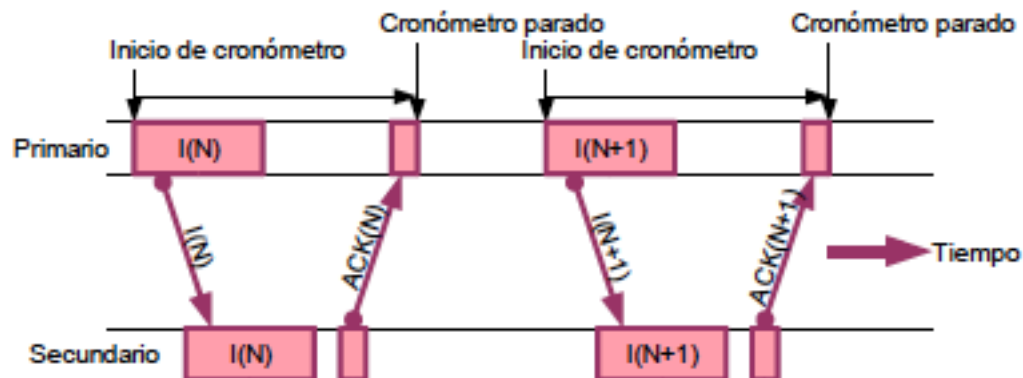 Cronómetro parado
Cronómetro parado
Inicio de cronómetro
Inicio de cronómetro
Primario
I(N)
I(N+1)
I(N)
ACK(N)
I(N+1)
ACK(N+1)
Tiempo
Secundario
I(N)
I(N+1)